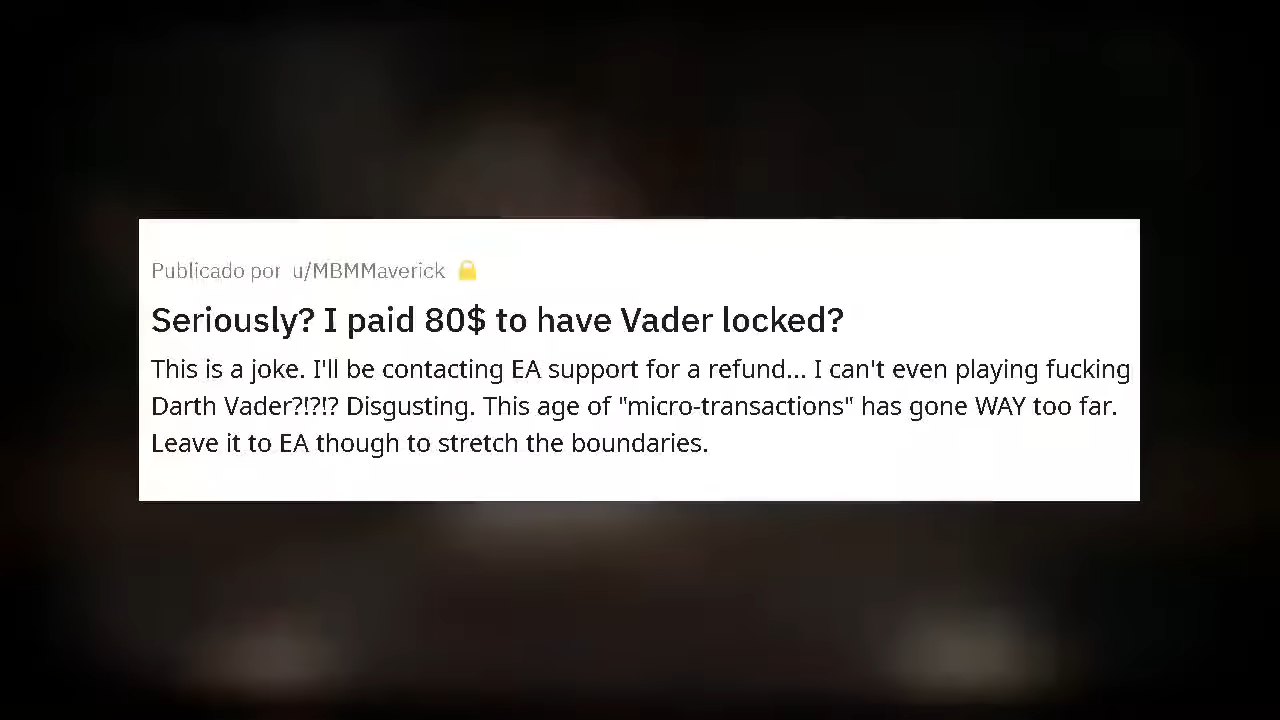 Publicado por u/MBMMaverick
Seriously? I paid 80$ to have Vader locked?
This is a joke. I'll be contacting EA support for a refund... I can't even playing fucking
Darth Vader?!?!? Disgusting. This age of "micro-transactions" has gone WAY too far.
Leave it to EA though to stretch the boundaries.